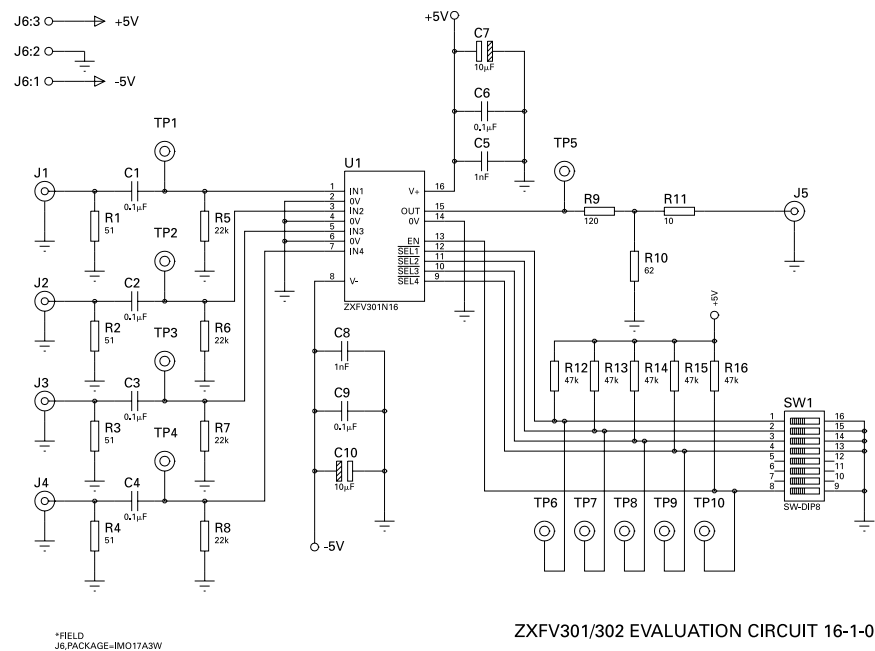 J6:3 +5V
J6:2
J6:1 -5V
+5V
C7
10µF
C6
0.1µF
C5
1nF
TP1
TP5
J1
C1
0.1µF
R1
51
R5
22k
TP2
U1
1 IN1
2 0V
3 IN2
4 0V
5 IN3
6 0V
7 IN4
8 V-
V+ 16
OUT 15
0V 14
EN 13
SEL1 12
SEL2 11
SEL3 10
SEL4 9
ZXFV301N16
R9
120
R11
10
J5
R10
62
J2
C2
0.1µF
R2
51
R6
22k
TP3
C8
1nF
+5V
J3
C3
0.1µF
R3
51
R7
22k
TP4
C9
0.1µF
R12
47k
R13
47k
R14
47k
R15
47k
R16
47k
SW1
1 16
2 15
3 14
4 13
5 12
6 11
7 10
8 9
SW-DIP8
J4
C4
0.1µF
R4
51
R8
22k
C10
10µF
-5V
TP6 TP7 TP8 TP9 TP10
*FIELD
J6,PACKAGE=IMO17A3W
ZXFV301/302 EVALUATION CIRCUIT 16-1-0